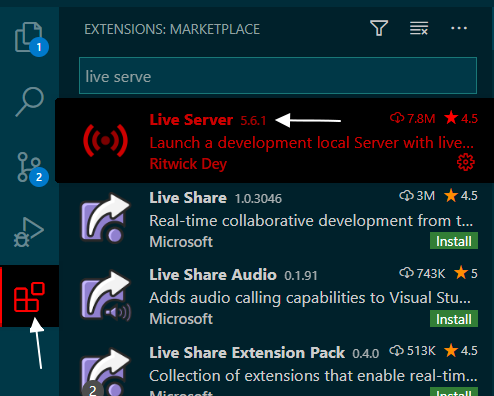 EXTENSIONS: MARKETPLACE
1
live serve
Live Server 5.6.1 7.8M 4.5
Launch a development local Server with live...
Ritwick Dey
2
Live Share 1.0.3046 3M 4.5
Real-time collaborative development from t...
Microsoft Install
Live Share Audio 0.1.91 743K 5
Adds audio calling capabilities to Visual Stu...
Microsoft Install
Live Share Extension Pack 0.4.0 513K 4.5
Collection of extensions that enable real-tim...
2 Microsoft Install